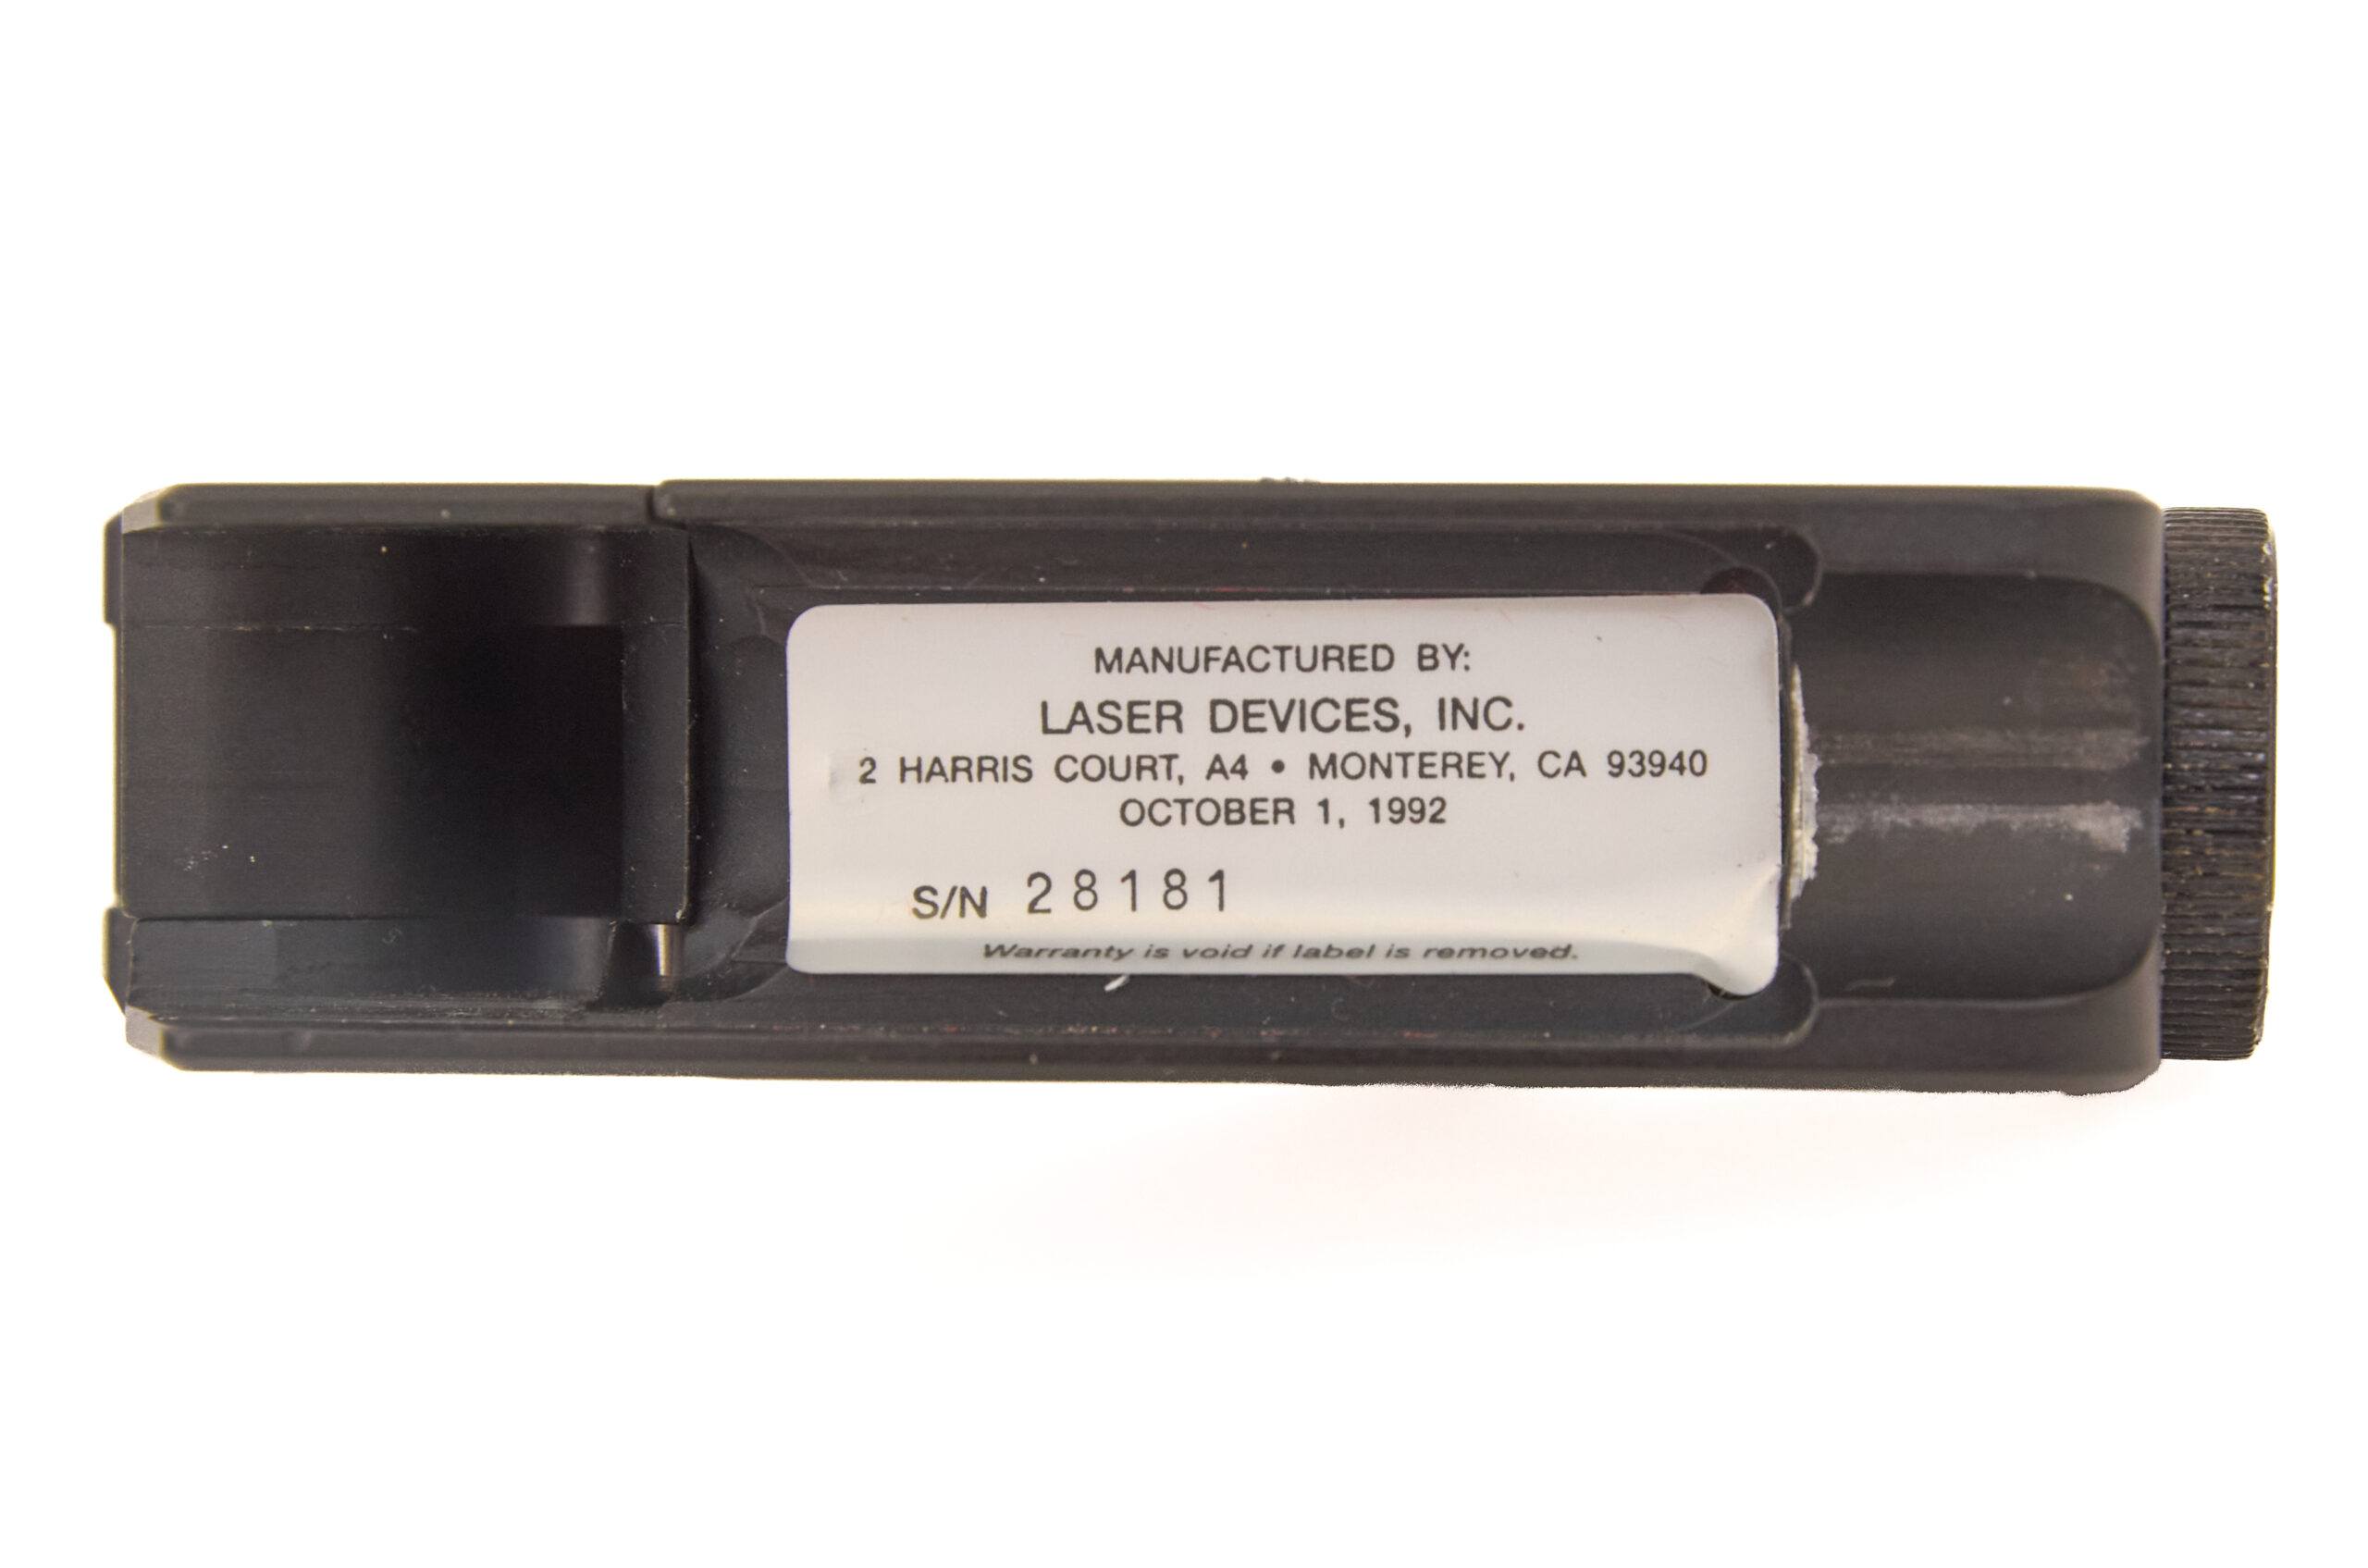 MANUFACTURED BY:
LASER DEVICES, INC.
2 HARRIS COURT, A4 • MONTEREY, CA 93940
OCTOBER 1, 1992
S/N 28181
Warranty is void if label is removed.